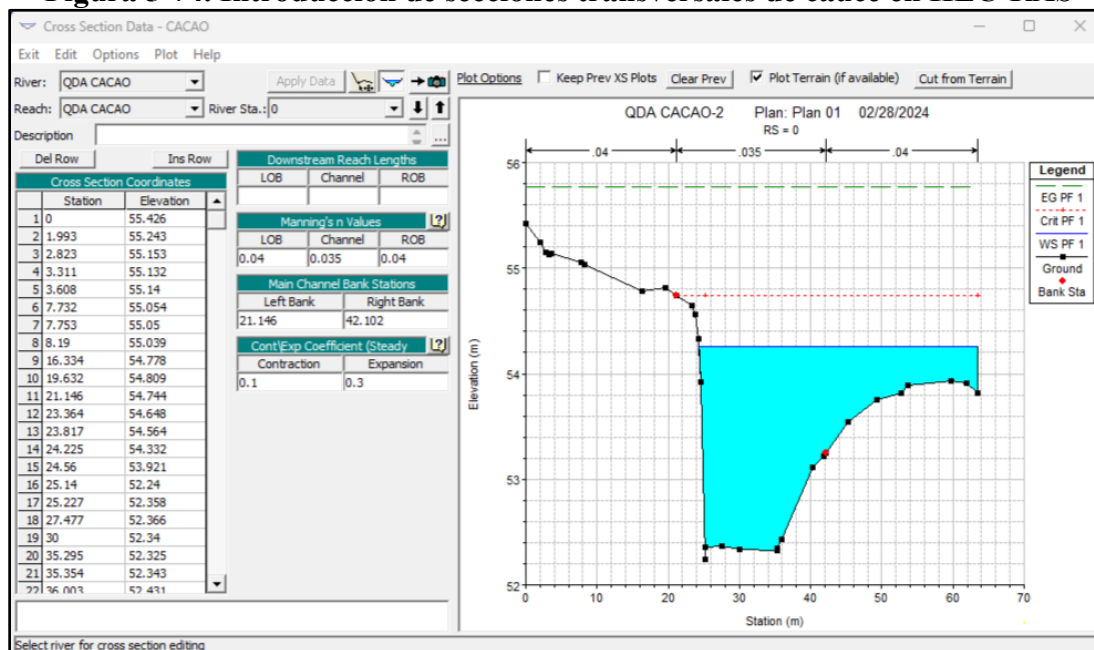 Cross Section Data - CACAO
Exit Edit Options Plot Help
River: QDA CACAO Apply Data
Reach: QDA CACAO River Sta.: 0
Description ...
Del Row Ins Row
Cross Section Coordinates
Station Elevation
1 0 55.426
2 1.993 55.243
3 2.823 55.153
4 3.311 55.132
5 3.608 55.14
6 7.732 55.054
7 7.753 55.05
8 8.19 55.039
9 16.334 54.778
10 19.632 54.809
11 21.146 54.744
12 23.364 54.648
13 23.817 54.564
14 24.225 54.332
15 24.56 53.921
16 25.14 52.24
17 25.227 52.358
18 27.477 52.366
19 30 52.34
20 35.295 52.325
21 35.354 52.343
22 36.003 52.431
Downstream Reach Lengths
LOB Channel ROB
Manning's n Values
LOB Channel ROB
0.04 0.035 0.04
Main Channel Bank Stations
Left Bank Right Bank
21.146 42.102
Cont\Exp Coefficient (Steady
Contraction Expansion
0.1 0.3
Select river for cross section editing
Plot Options Keep Prev XS Plots Clear Prev Plot Terrain (if available) Cut from Terrain
QDA CACAO-2 Plan: Plan 01 02/28/2024
RS = 0
.04 .035 .04
56
55
54
53
52
Elevation (m)
0 10 20 30 40 50 60 70
Station (m)
Legend
EG PF 1
Crit PF 1
WS PF 1
Ground
Bank Sta